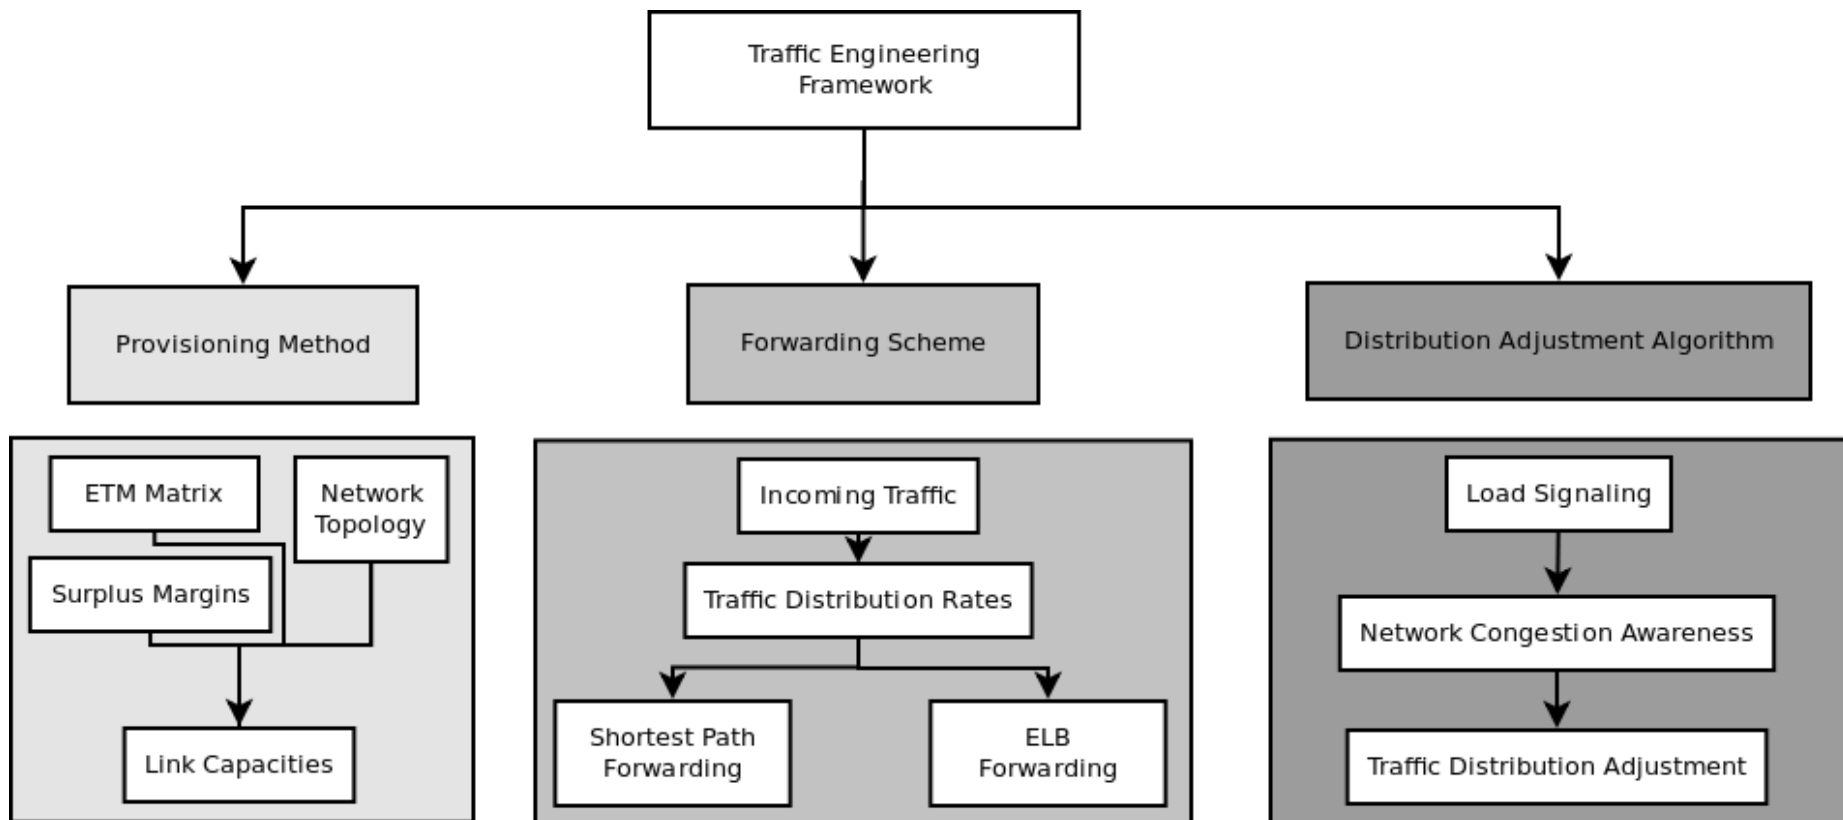 Traffic Engineering
Framework
Provisioning Method
Forwarding Scheme
Distribution Adjustment Algorithm
ETM Matrix
Network
Topology
Surplus Margins
Link Capacities
Incoming Traffic
Traffic Distribution Rates
Shortest Path
Forwarding
ELB
Forwarding
Load Signaling
Network Congestion Awareness
Traffic Distribution Adjustment